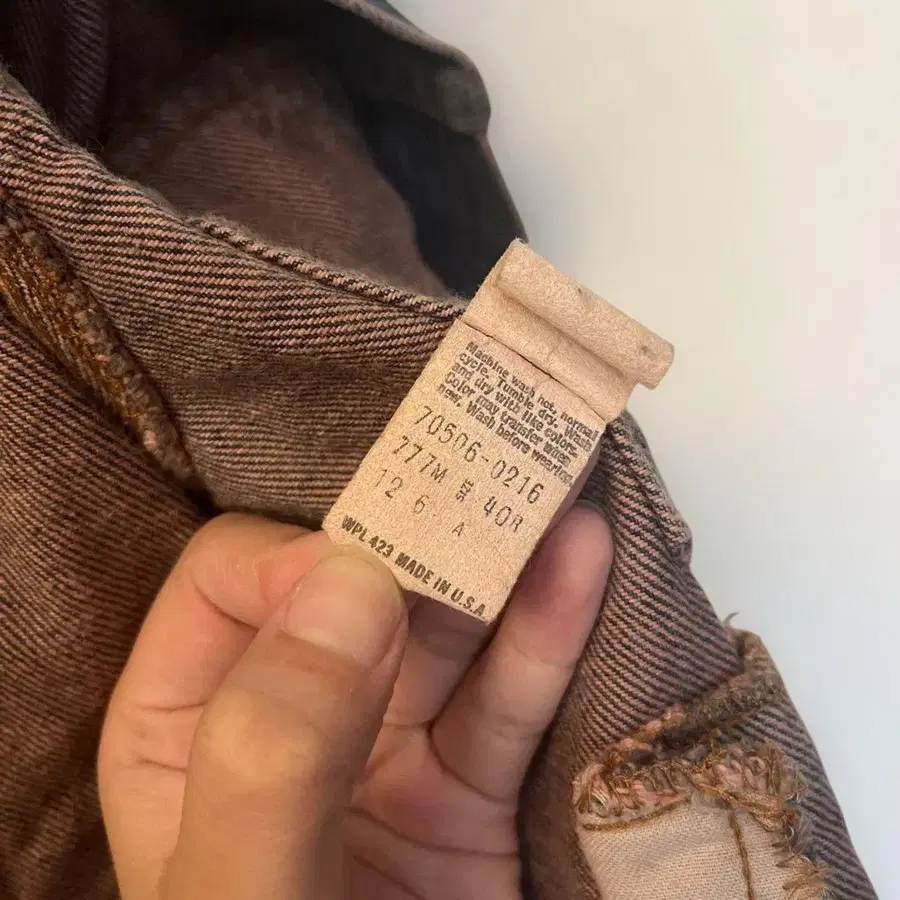 Machine wash hot, normal
cycle. Tumble dry. Wash
and dry with like colors.
Color may transfer when
new. Wash before wearing.
70506-0216
777M SIZE 40R
12 6 A
WPL 423 MADE IN U.S.A.